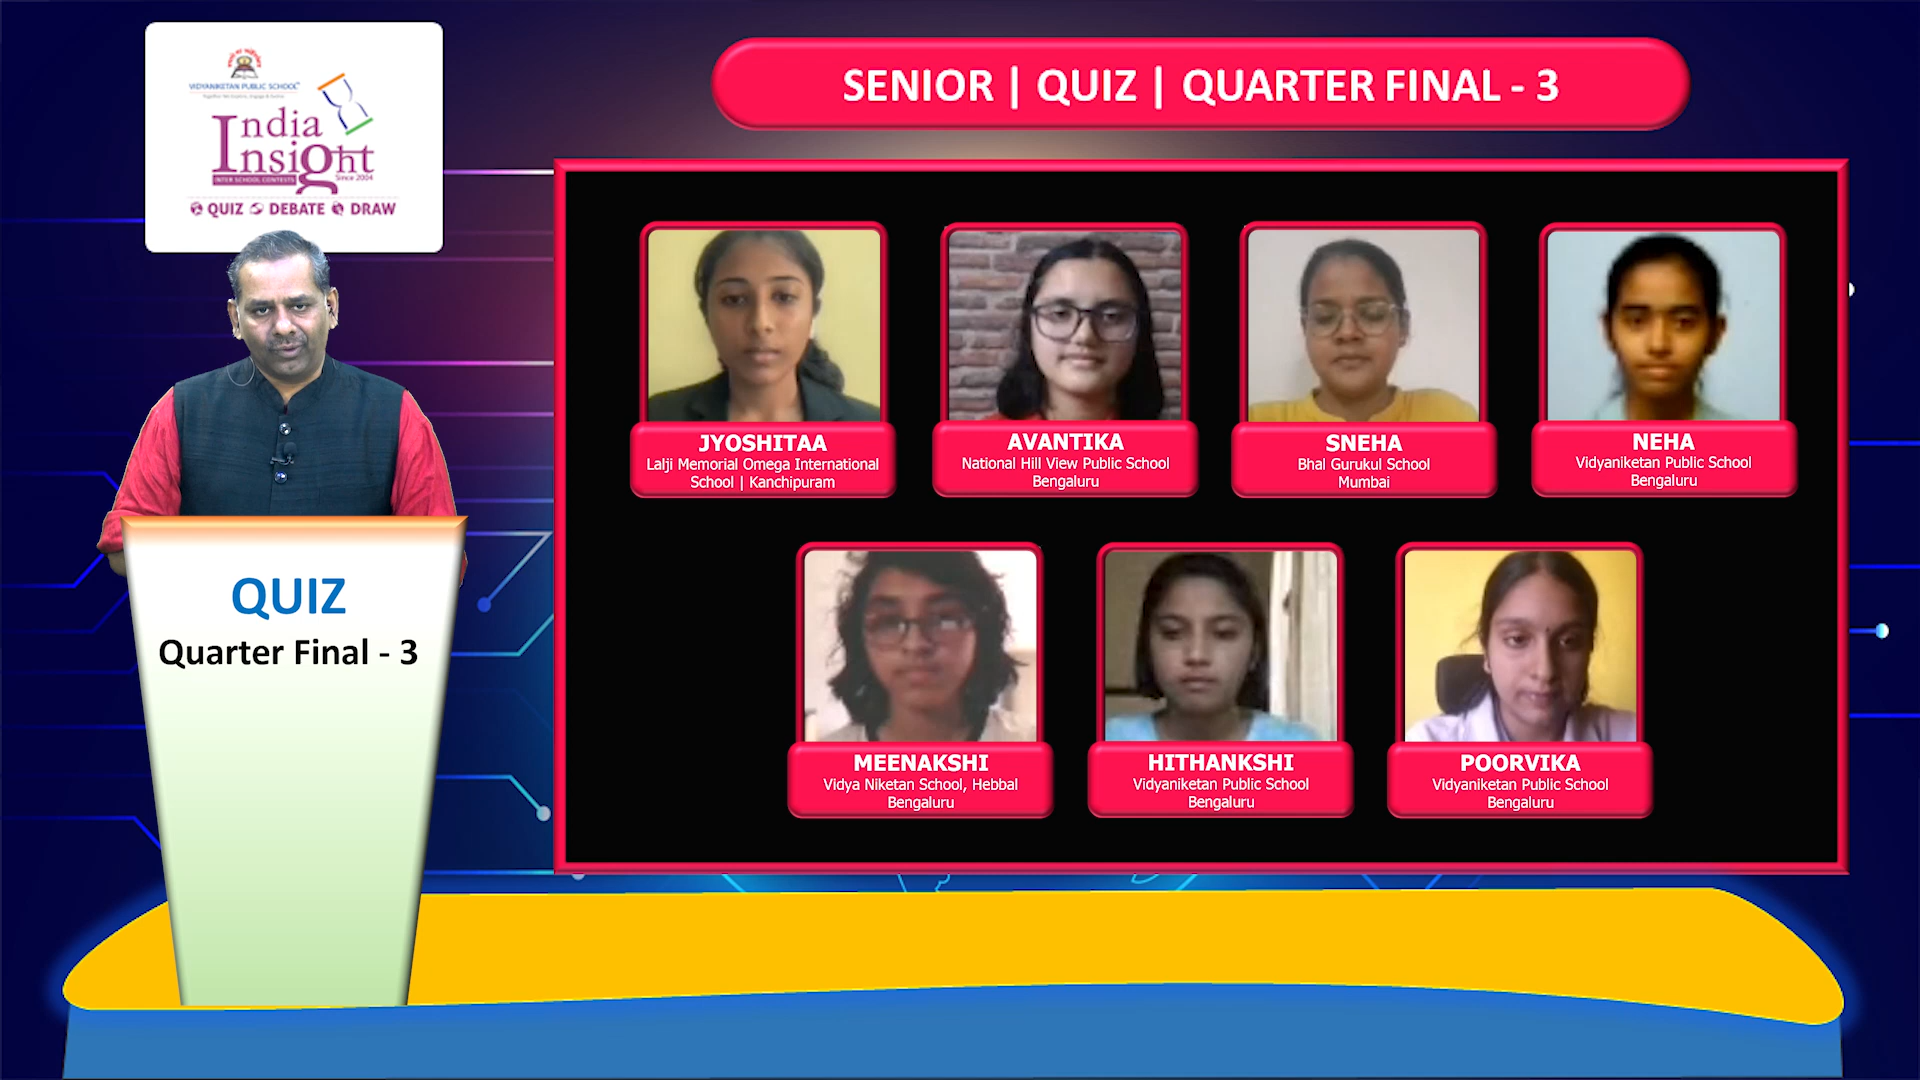 VIDYANIKETAN PUBLIC SCHOOL
India
Insight
INTER SCHOOL CONTESTS
Since 2004
QUIZ DEBATE DRAW
SENIOR | QUIZ | QUARTER FINAL - 3
JYOSHITAA
Lalji Memorial Omega International
School | Kanchipuram
AVANTIKA
National Hill View Public School
Bengaluru
SNEHA
Bhal Gurukul School
Mumbai
NEHA
Vidyaniketan Public School
Bengaluru
QUIZ
Quarter Final - 3
MEENAKSHI
Vidya Niketan School, Hebbal
Bengaluru
HITHANKSHI
Vidyaniketan Public School
Bengaluru
POORVIKA
Vidyaniketan Public School
Bengaluru